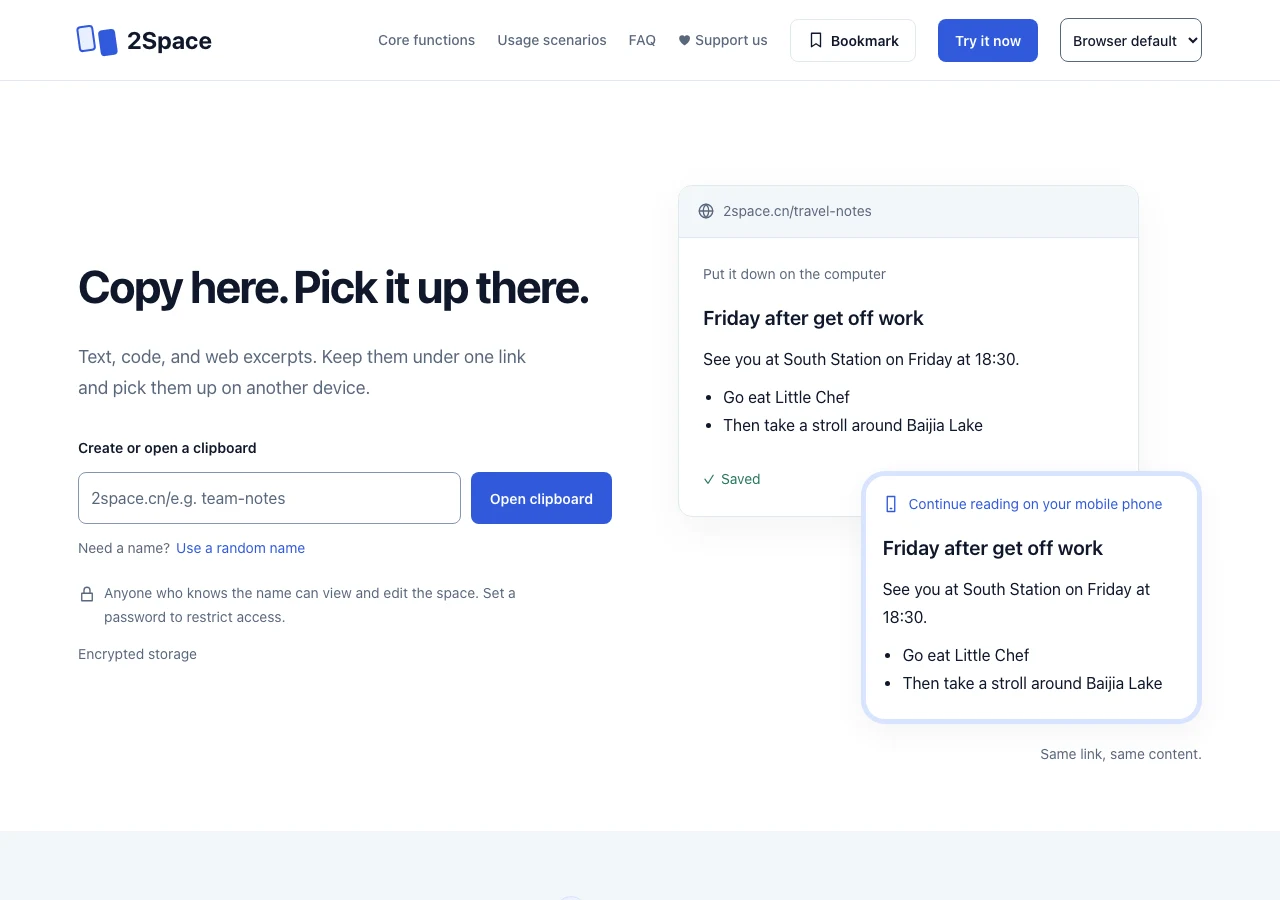 2Space
Core functions
Usage scenarios
FAQ
Support us
Bookmark
Try it now
Browser default
Copy here. Pick it up there.
Text, code, and web excerpts. Keep them under one link
and pick them up on another device.
Create or open a clipboard
2space.cn/e.g. team-notes
Open clipboard
Need a name? Use a random name
Anyone who knows the name can view and edit the space. Set a
password to restrict access.
Encrypted storage
2space.cn/travel-notes
Put it down on the computer
Friday after get off work
See you at South Station on Friday at 18:30.
• Go eat Little Chef
• Then take a stroll around Baijia Lake
Saved
Continue reading on your mobile phone
Friday after get off work
See you at South Station on Friday at
18:30.
• Go eat Little Chef
• Then take a stroll around Baijia Lake
Same link, same content.